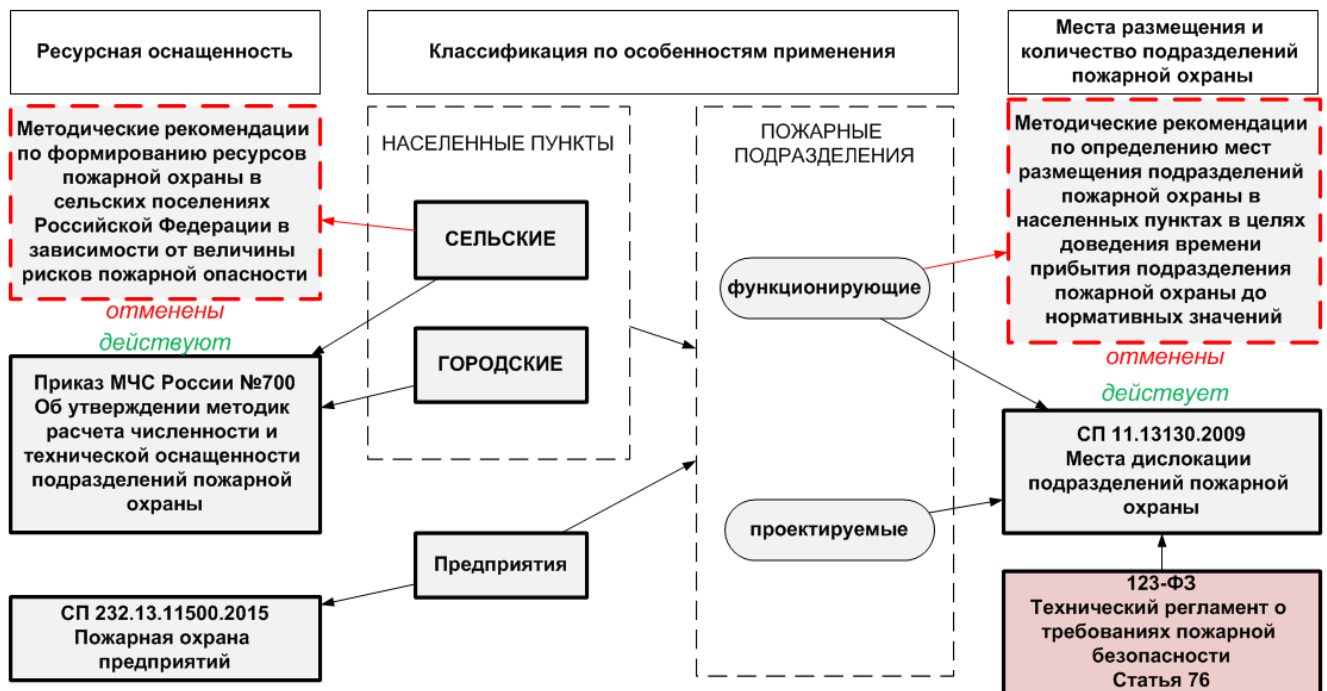 Ресурсная оснащенность
Классификация по особенностям применения
Места размещения и
количество подразделений
пожарной охраны
Методические рекомендации
по формированию ресурсов
пожарной охраны в
сельских поселениях
Российской Федерации в
зависимости от величины
рисков пожарной опасности
отменены
действуют
Приказ МЧС России №700
Об утверждении методик
расчета численности и
технической оснащенности
подразделений пожарной
охраны
СП 232.13.11500.2015
Пожарная охрана
предприятий
НАСЕЛЕННЫЕ ПУНКТЫ
СЕЛЬСКИЕ
ГОРОДСКИЕ
Предприятия
ПОЖАРНЫЕ
ПОДРАЗДЕЛЕНИЯ
функционирующие
проектируемые
Методические рекомендации
по определению мест
размещения подразделений
пожарной охраны в
населенных пунктах в целях
доведения времени
прибытия подразделения
пожарной охраны до
нормативных значений
отменены
действует
СП 11.13130.2009
Места дислокации
подразделений пожарной
охраны
123-ФЗ
Технический регламент о
требованиях пожарной
безопасности
Статья 76